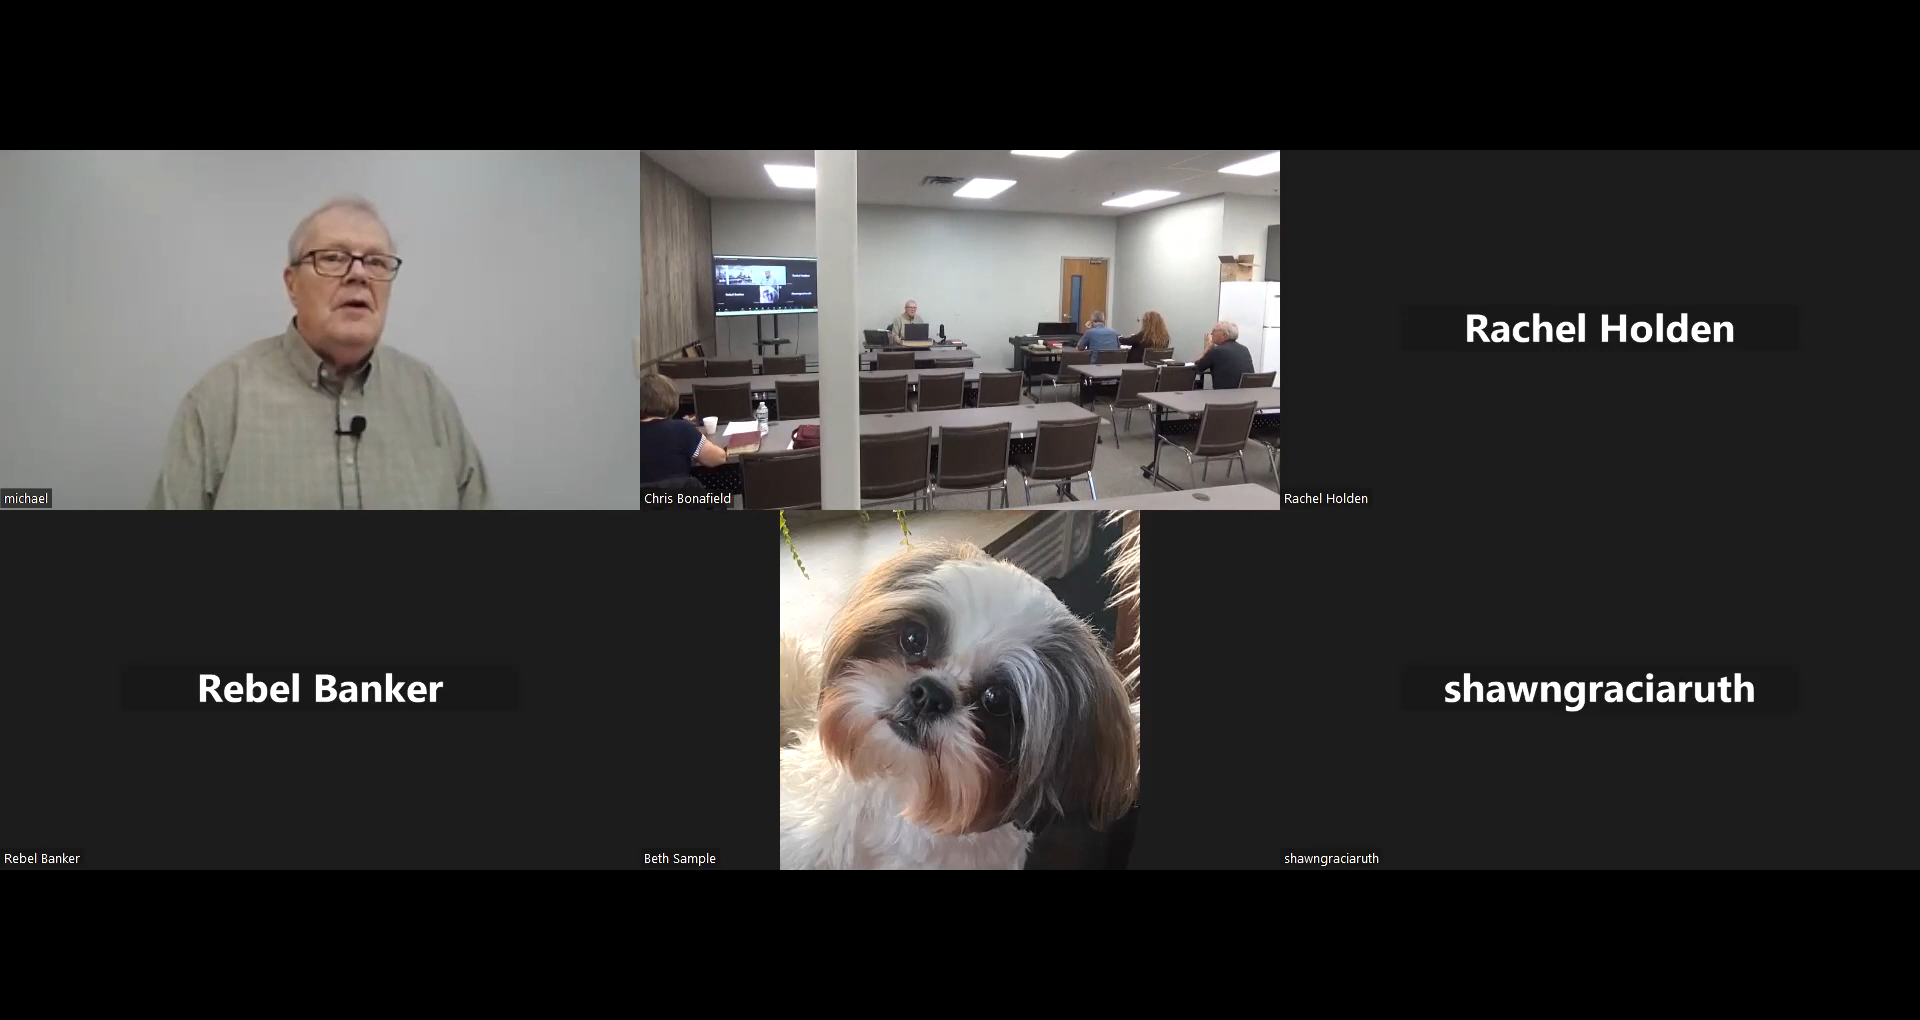 michael
Chris Bonafield
Rachel Holden
Rachel Holden
Rebel Banker
Rebel Banker
Beth Sample
shawngraciaruth
shawngraciaruth